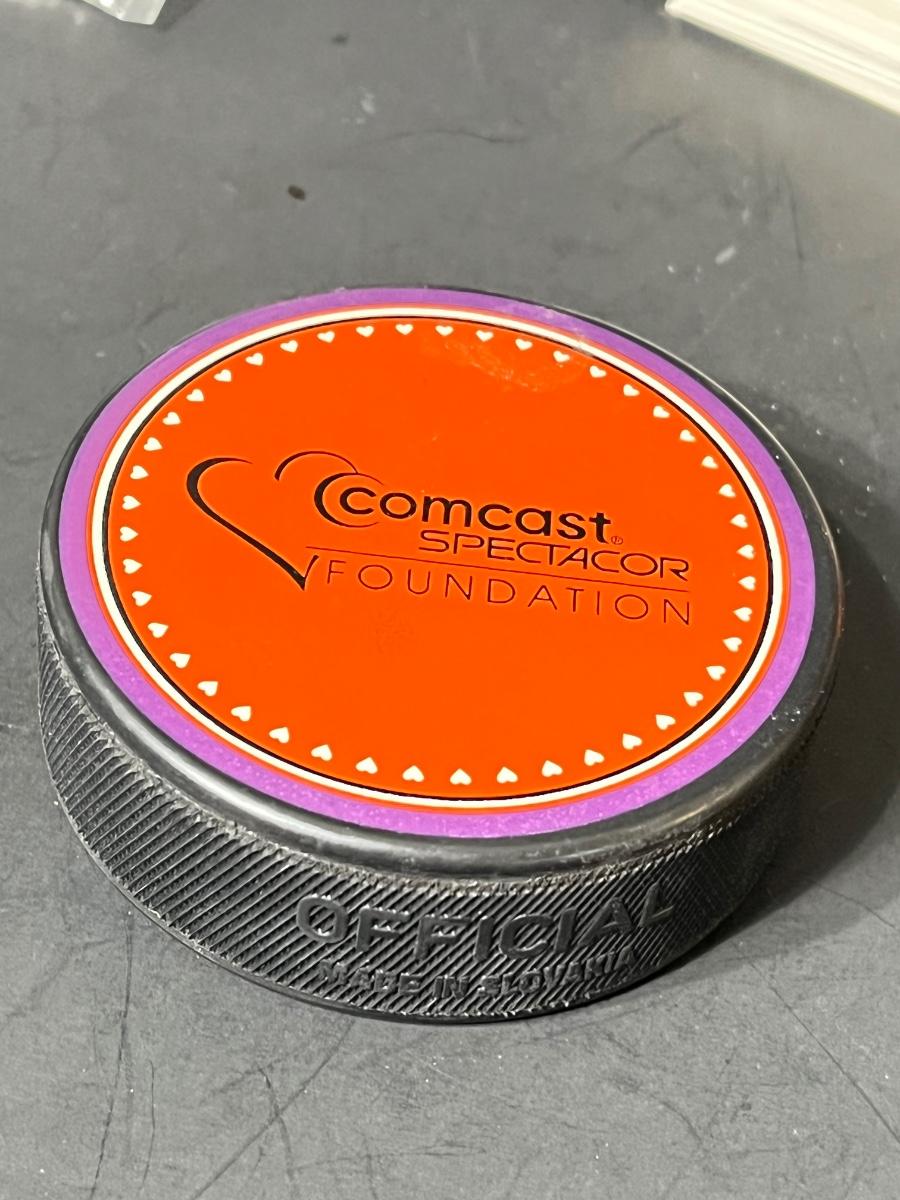 comcast®
SPECTACOR
FOUNDATION
OFFICIAL
MADE IN SLOVAKIA